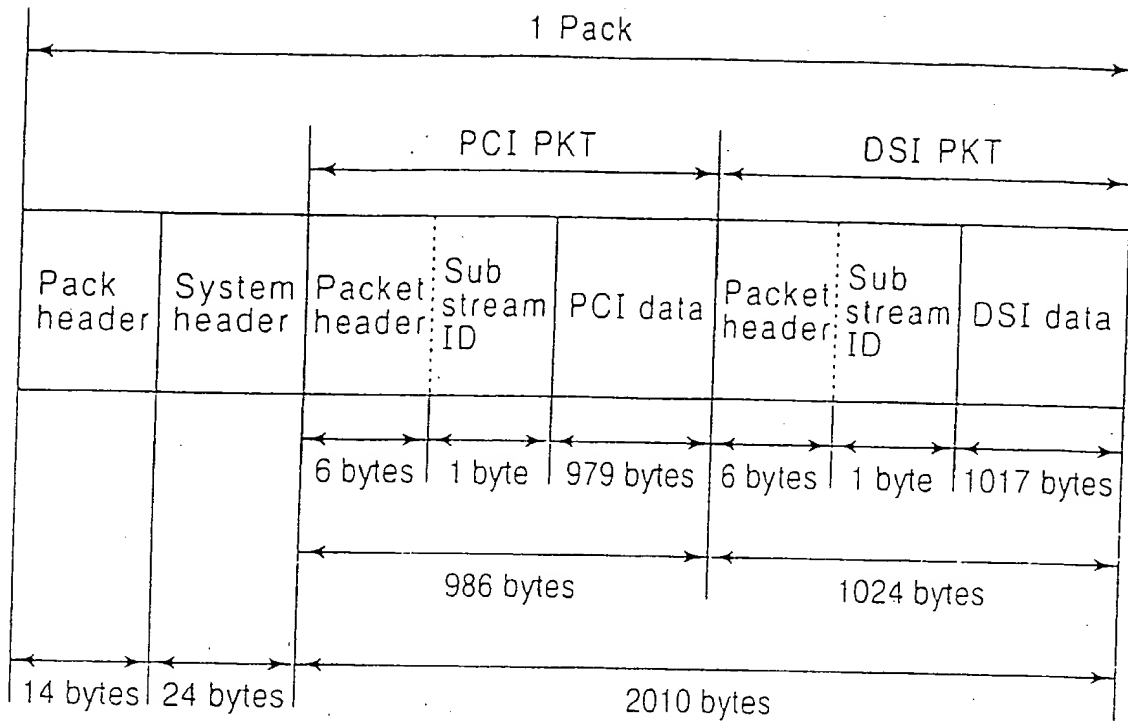 1 Pack
PCI PKT
DSI PKT
Pack
header
System
header
Packet
header
Sub
stream
ID
PCI data
Packet
header
Sub
stream
ID
DSI data
6 bytes
1 byte
979 bytes
6 bytes
1 byte
1017 bytes
986 bytes
1024 bytes
14 bytes
24 bytes
2010 bytes